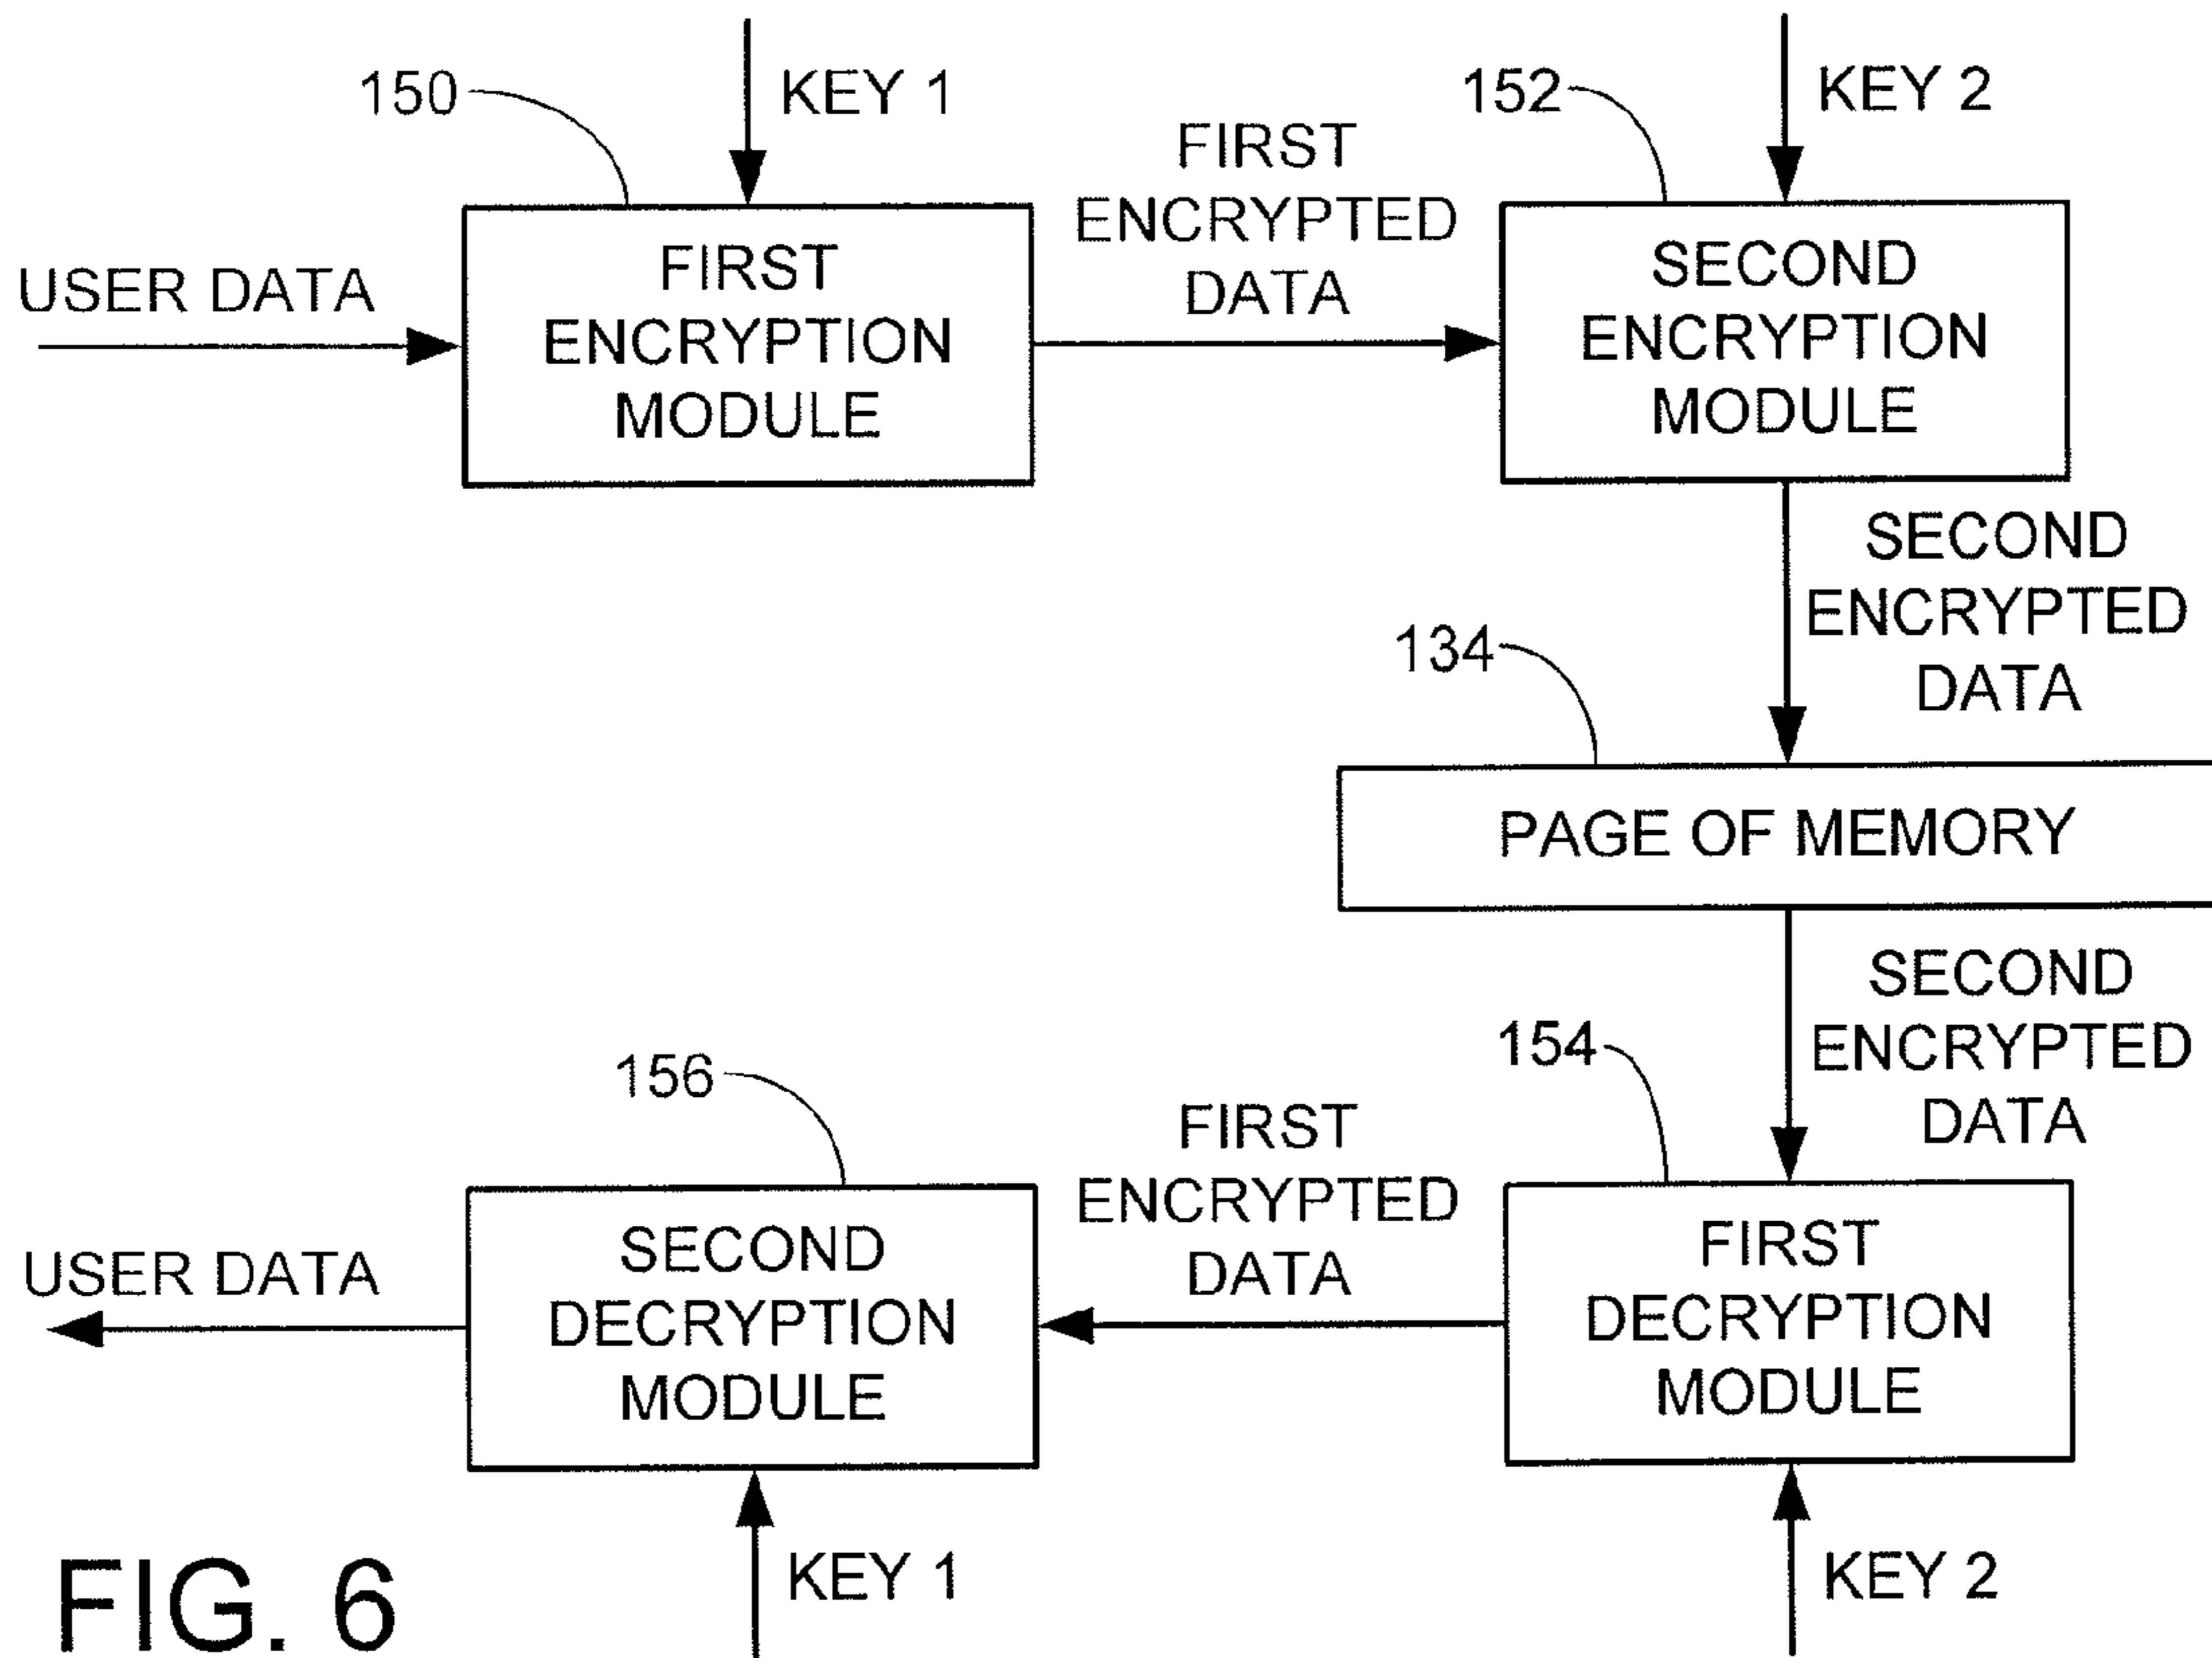 150
KEY 1
152
KEY 2
FIRST
ENCRYPTED
DATA
USER DATA
FIRST
ENCRYPTION
MODULE
SECOND
ENCRYPTION
MODULE
SECOND
ENCRYPTED
DATA
134
PAGE OF MEMORY
SECOND
ENCRYPTED
DATA
154
156
FIRST
ENCRYPTED
DATA
USER DATA
SECOND
DECRYPTION
MODULE
FIRST
DECRYPTION
MODULE
KEY 1
KEY 2
FIG. 6